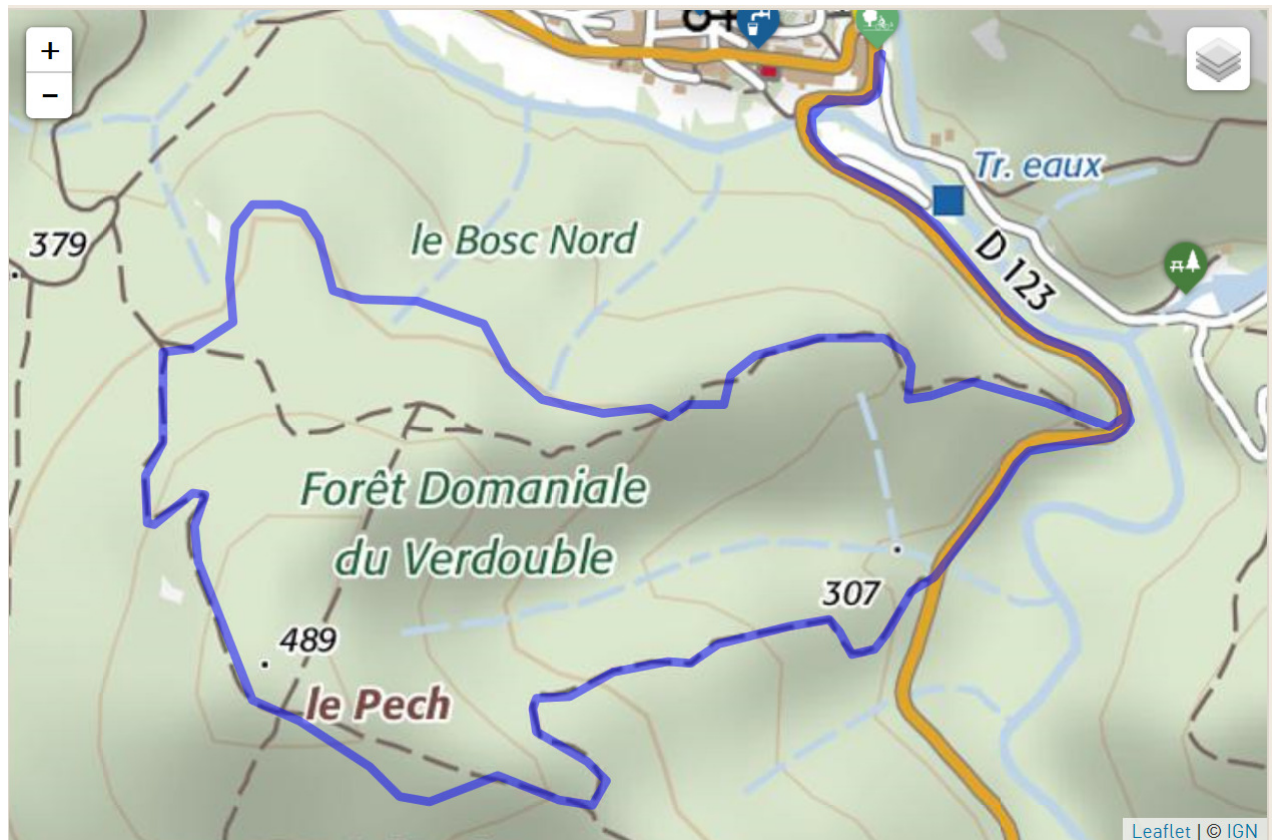 +
−
Tr. eaux
le Bosc Nord
379
D 123
Forêt Domaniale
du Verdouble
307
489
le Pech
Leaflet | © IGN